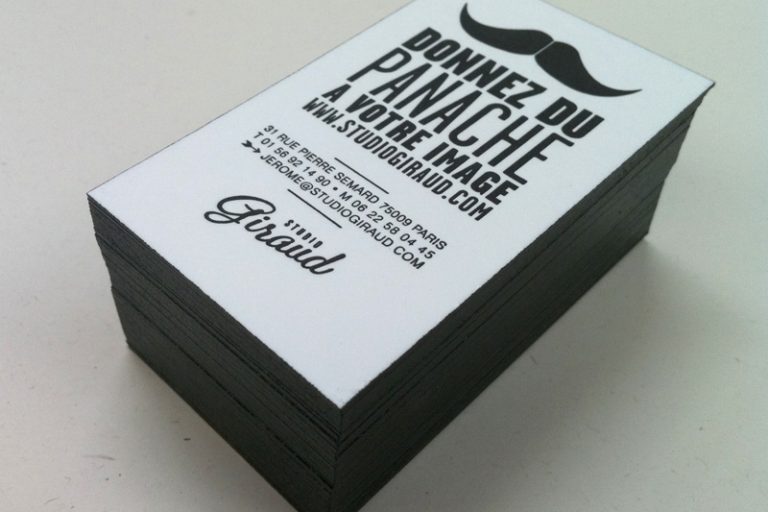 DONNEZ DU
PANACHE
A VOTRE IMAGE
WWW.STUDIOGIRAUD.COM
31 RUE PIERRE SEMARD 75009 PARIS
T 01 56 92 14 90 • M 06 22 58 04 45
JEROME@STUDIOGIRAUD.COM
STUDIO
Giraud